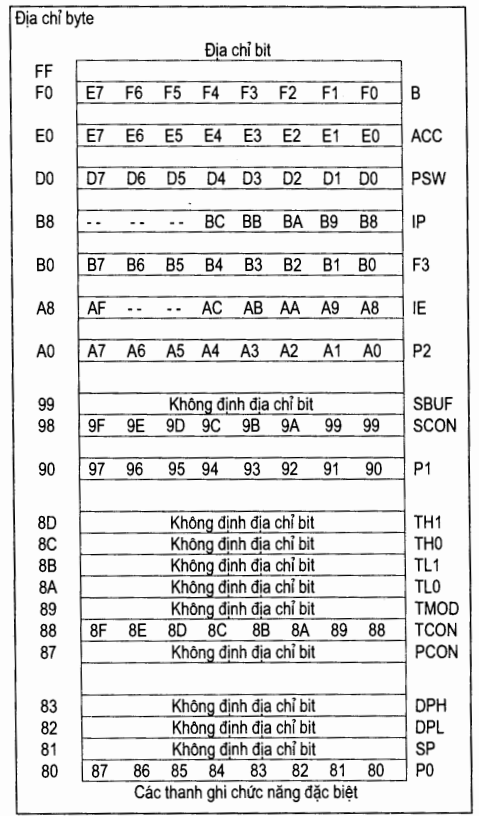 Địa chỉ byte
Địa chỉ bit
FF
F0 E7 F6 F5 F4 F3 F2 F1 F0 B
E0 E7 E6 E5 E4 E3 E2 E1 E0 ACC
D0 D7 D6 D5 D4 D3 D2 D1 D0 PSW
B8 -- -- -- BC BB BA B9 B8 IP
B0 B7 B6 B5 B4 B3 B2 B1 B0 F3
A8 AF -- -- AC AB AA A9 A8 IE
A0 A7 A6 A5 A4 A3 A2 A1 A0 P2
99 Không định địa chỉ bit SBUF
98 9F 9E 9D 9C 9B 9A 99 99 SCON
90 97 96 95 94 93 92 91 90 P1
8D Không định địa chỉ bit TH1
8C Không định địa chỉ bit TH0
8B Không định địa chỉ bit TL1
8A Không định địa chỉ bit TL0
89 Không định địa chỉ bit TMOD
88 8F 8E 8D 8C 8B 8A 89 88 TCON
87 Không định địa chỉ bit PCON
83 Không định địa chỉ bit DPH
82 Không định địa chỉ bit DPL
81 Không định địa chỉ bit SP
80 87 86 85 84 83 82 81 80 P0
Các thanh ghi chức năng đặc biệt